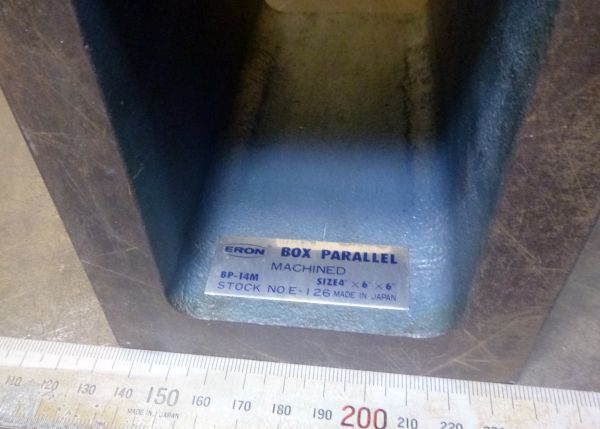 ERON BOX PARALLEL
MACHINED
BP-14M SIZE4"×6"×6"
STOCK NO.E-126 MADE IN JAPAN
110 120 130 140 150 160 170 180 190 200 210 220
MADE IN JAPAN